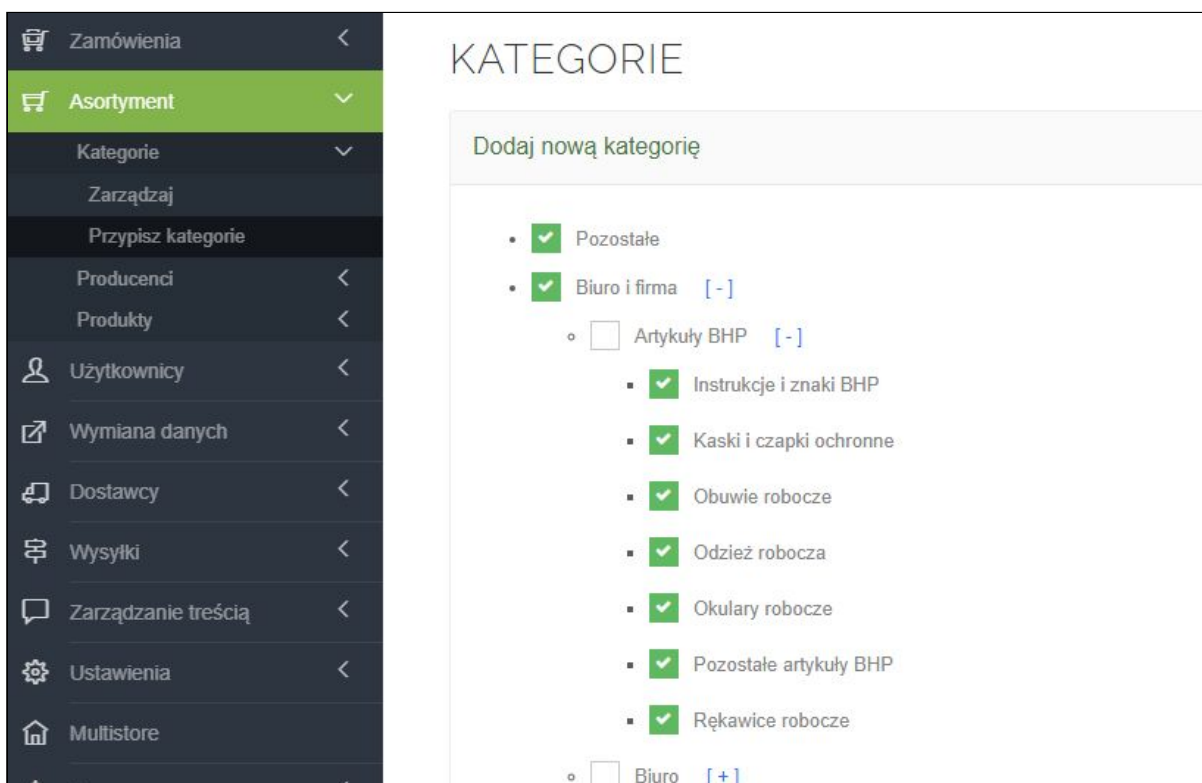 Zamówienia
Asortyment
Kategorie
Zarządzaj
Przypisz kategorie
Producenci
Produkty
Użytkownicy
Wymiana danych
Dostawcy
Wysyłki
Zarządzanie treścią
Ustawienia
Multistore
KATEGORIE
Dodaj nową kategorię
Pozostałe
Biuro i firma [ - ]
Artykuły BHP [ - ]
Instrukcje i znaki BHP
Kaski i czapki ochronne
Obuwie robocze
Odzież robocza
Okulary robocze
Pozostałe artykuły BHP
Rękawice robocze
Biuro [ + ]